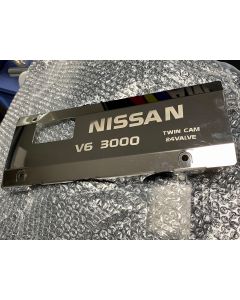 NISSAN
V6 3000
TWIN CAM
24VALVE